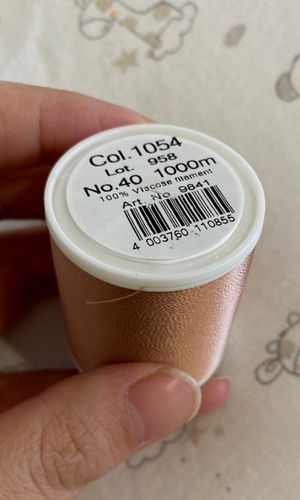 Col.1054
Lot. 958
No.40 1000m
100% Viscose filament
Art. No 9841
4 003760 110855